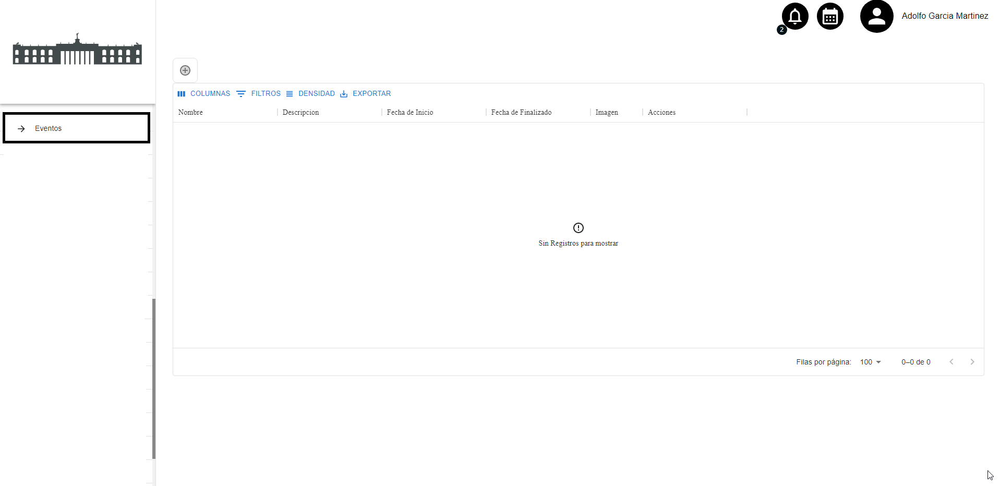 2
Adolfo Garcia Martinez
Eventos
COLUMNAS FILTROS DENSIDAD EXPORTAR
Nombre Descripcion Fecha de Inicio Fecha de Finalizado Imagen Acciones
Sin Registros para mostrar
Filas por página: 100 0–0 de 0